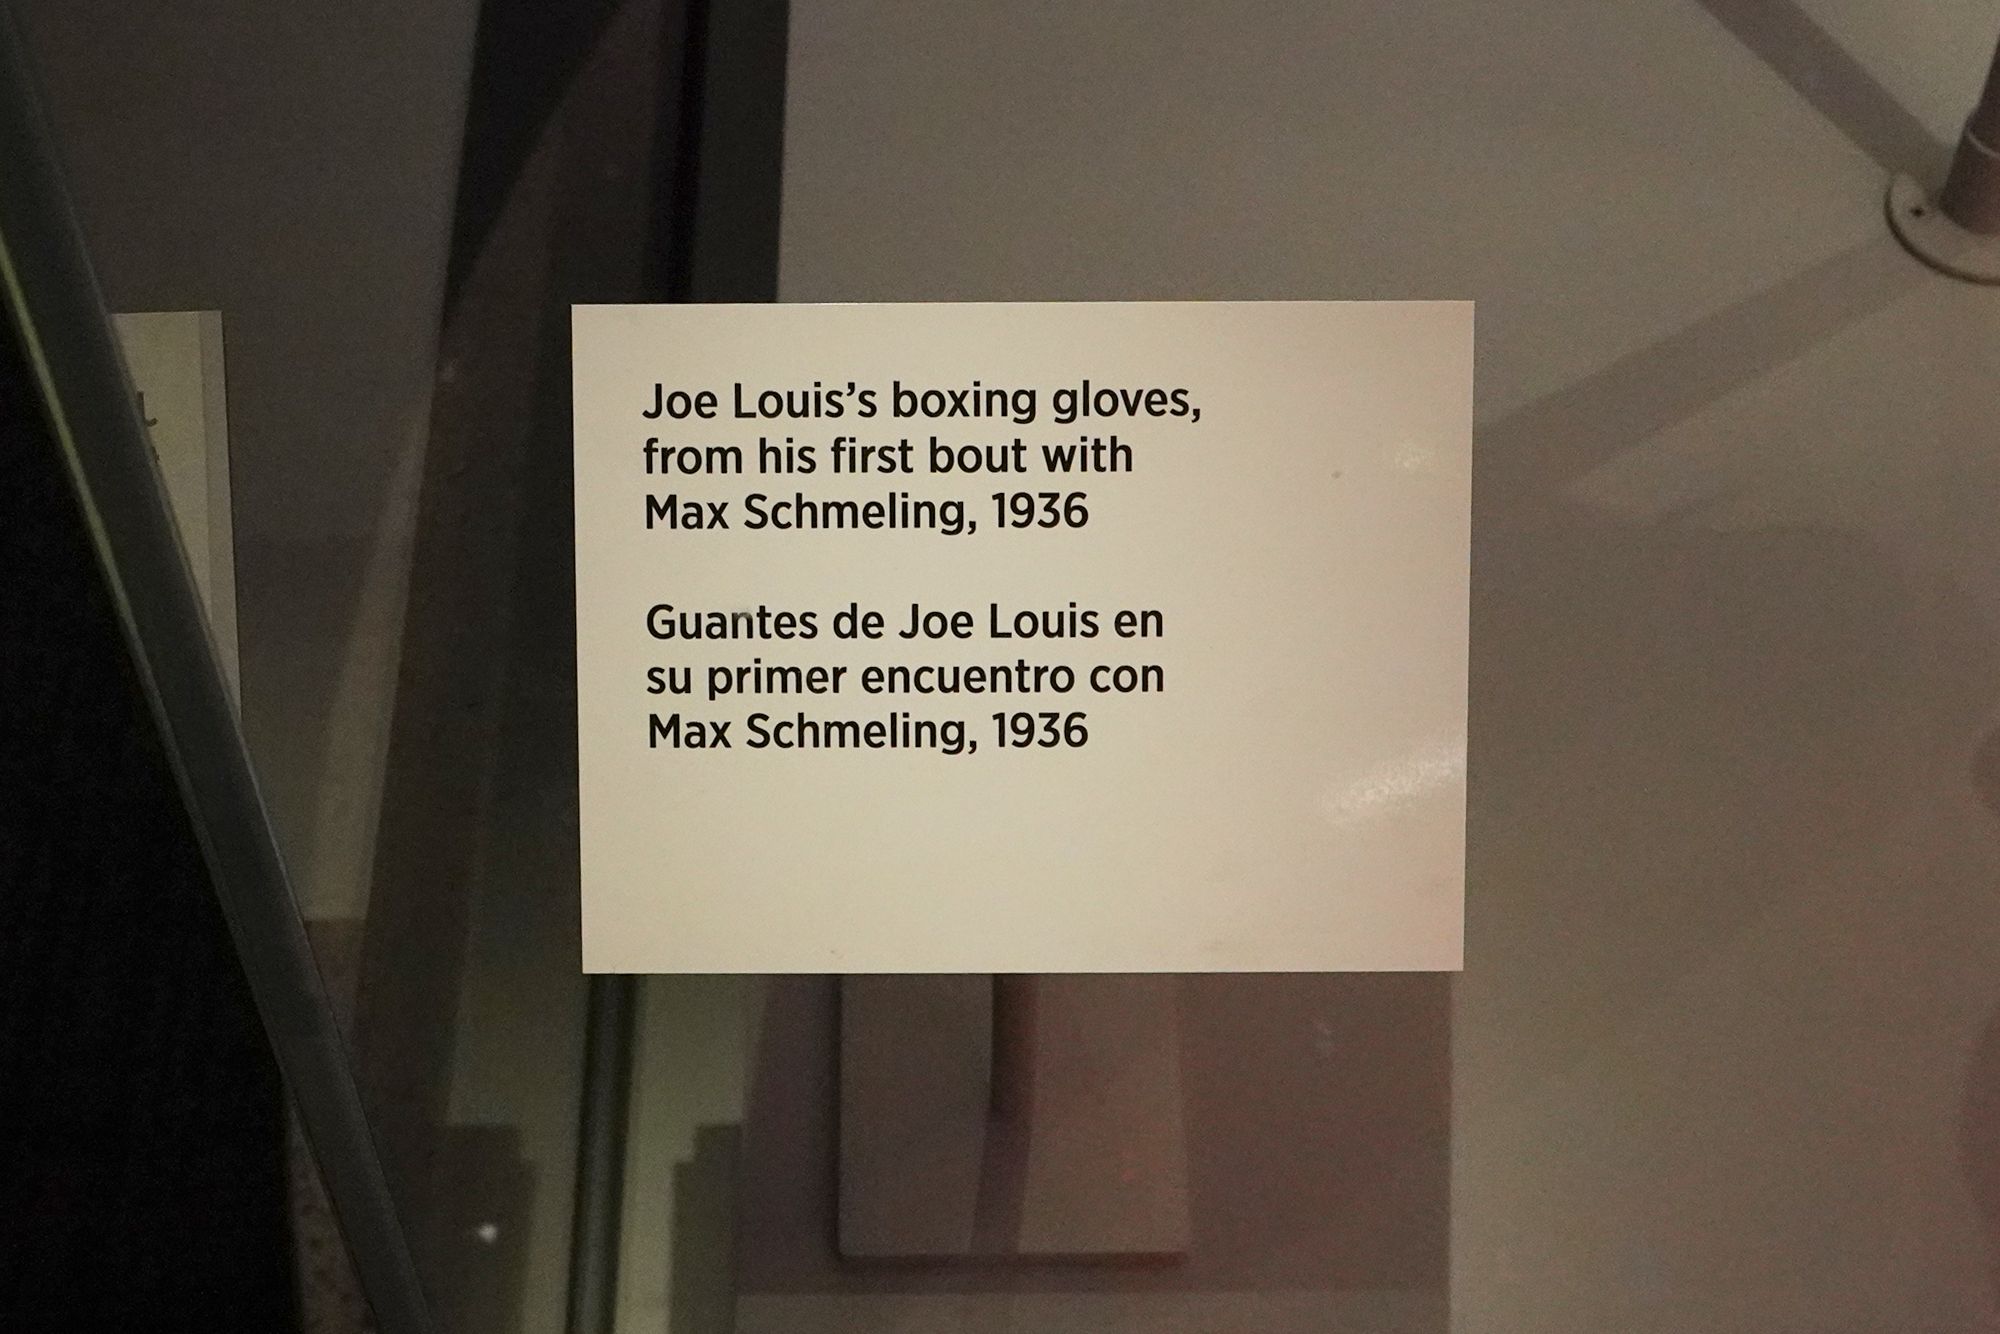 Joe Louis’s boxing gloves,
from his first bout with
Max Schmeling, 1936
Guantes de Joe Louis en
su primer encuentro con
Max Schmeling, 1936